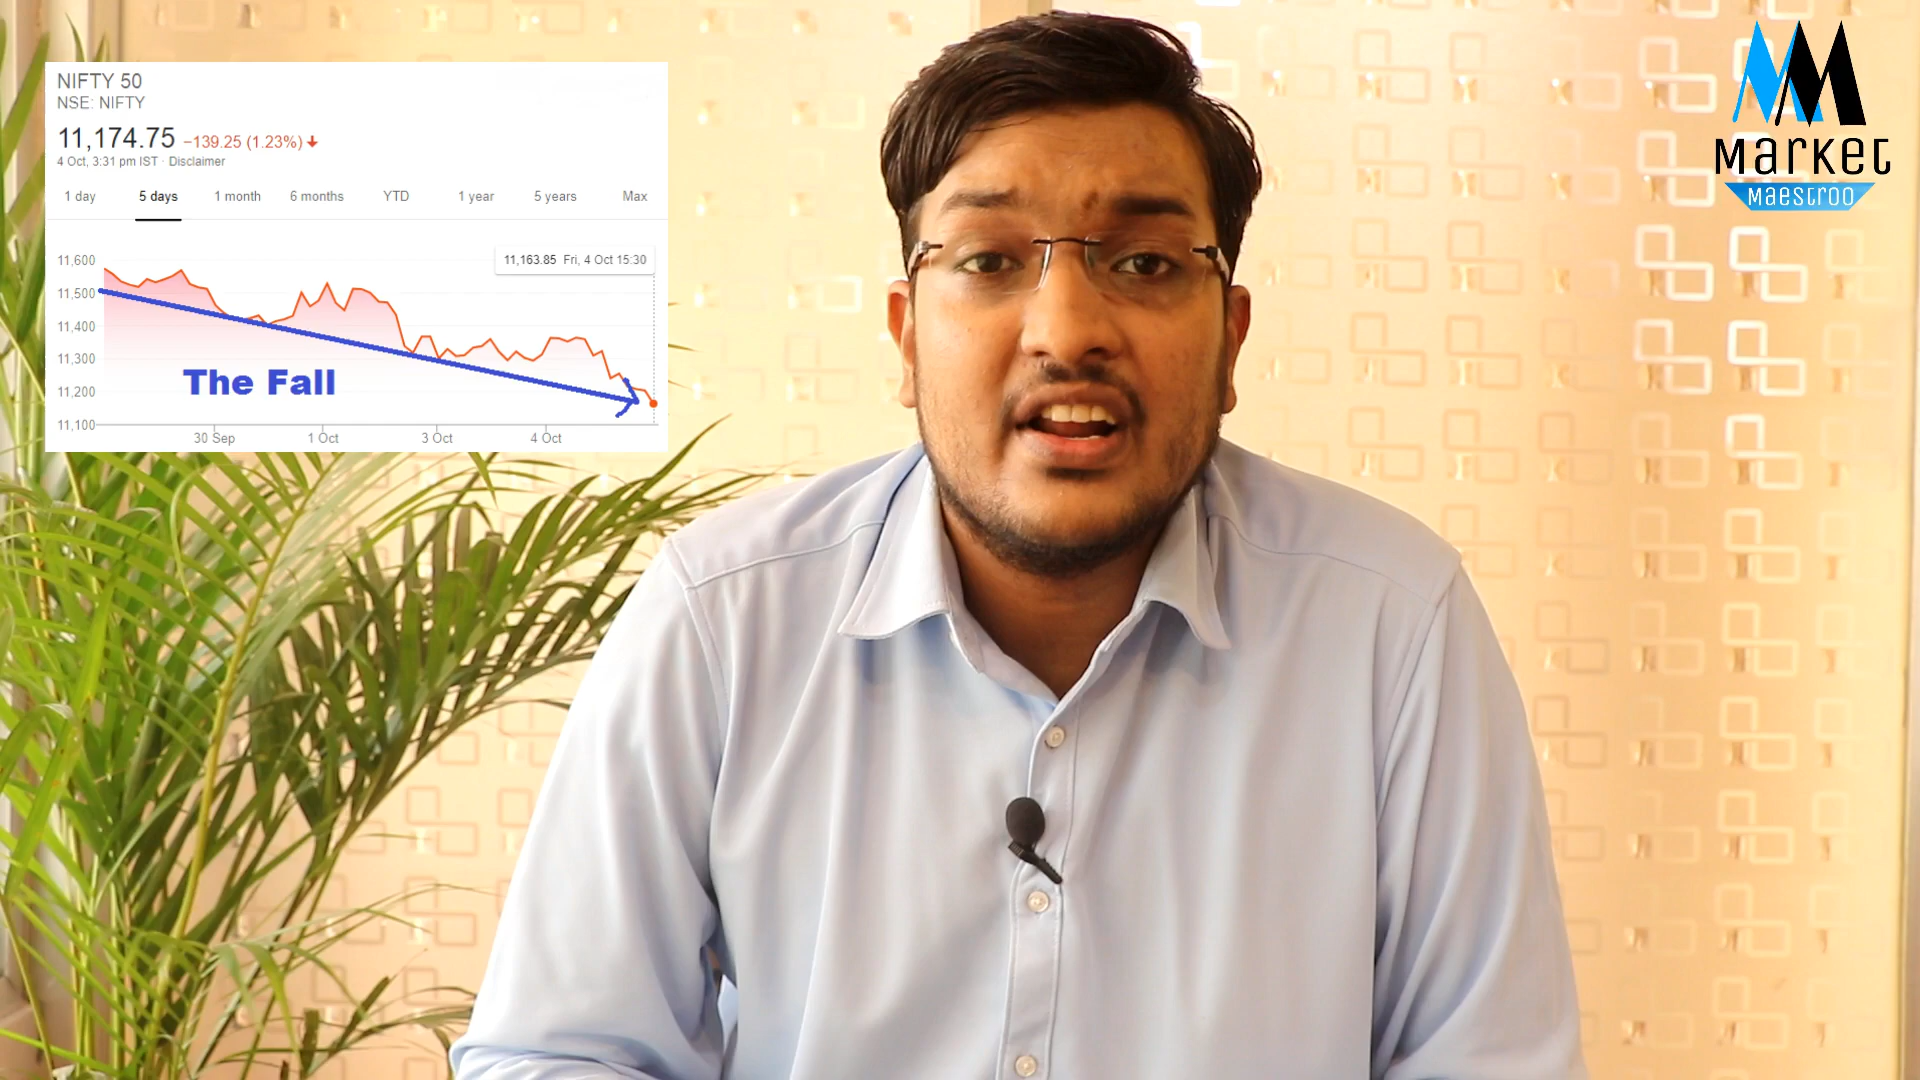 NIFTY 50
NSE: NIFTY
11,174.75 −139.25 (1.23%)
4 Oct, 3:31 pm IST · Disclaimer
1 day 5 days 1 month 6 months YTD 1 year 5 years Max
11,163.85 Fri, 4 Oct 15:30
11,600
11,500
11,400
11,300
11,200
11,100
The Fall
30 Sep 1 Oct 3 Oct 4 Oct
MM
Market
Maestroo